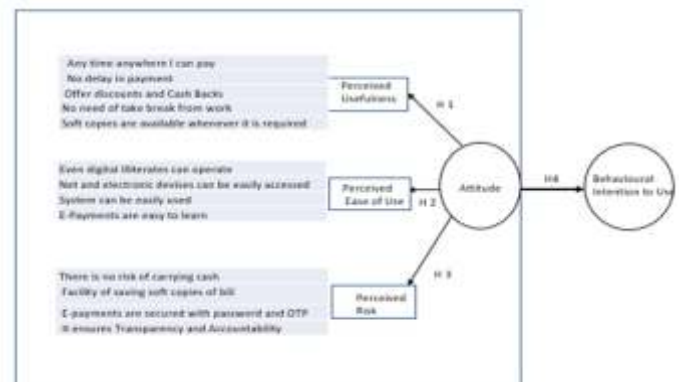 Any time anywhere I can pay
No delay in payment
Offer discounts and Cash Backs
No need of take break from work
Soft copies are available whenever it is required
Perceived
Usefulness
H 1
Even digital illiterates can operate
Net and electronic devises can be easily accessed
System can be easily used
E-Payments are easy to learn
Perceived
Ease of Use
H 2
Attitude
H4
Behavioural
Intention to Use
There is no risk of carrying cash
Facility of saving soft copies of bill
E-payments are secured with password and OTP
It ensures Transparency and Accountability
Perceived
Risk
H 3